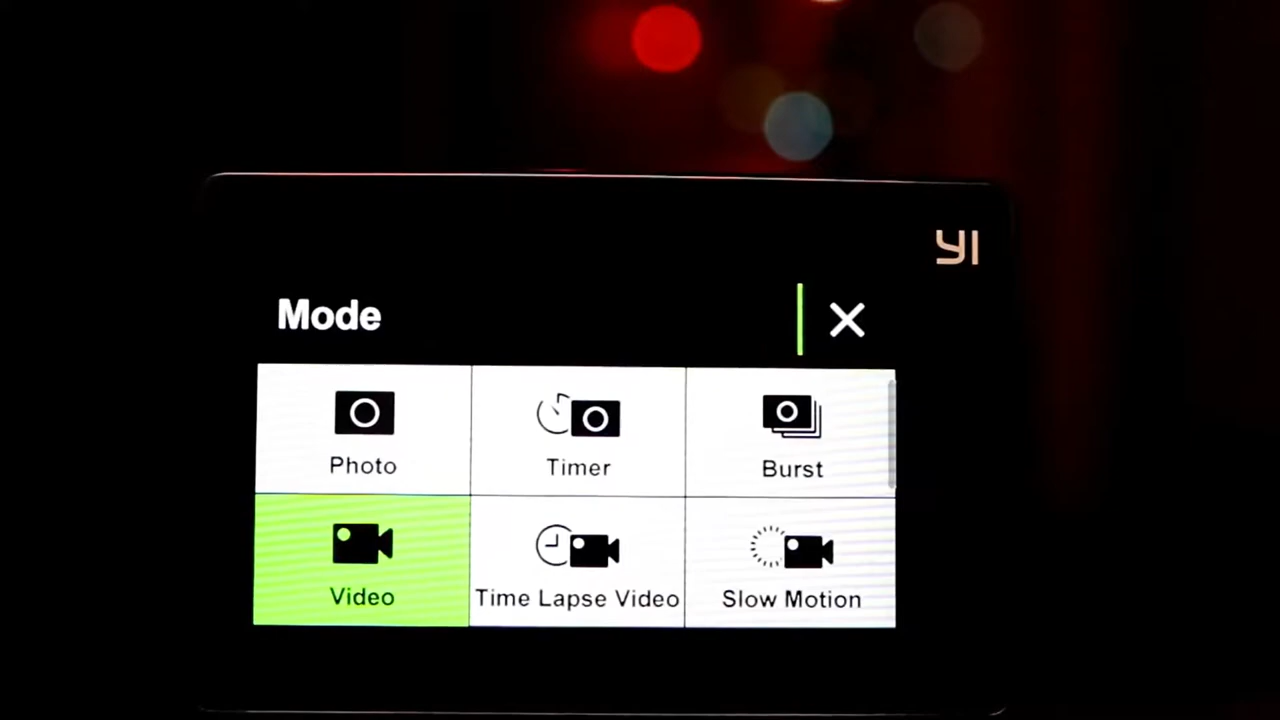 YI
Mode
Photo
Timer
Burst
Video
Time Lapse Video
Slow Motion